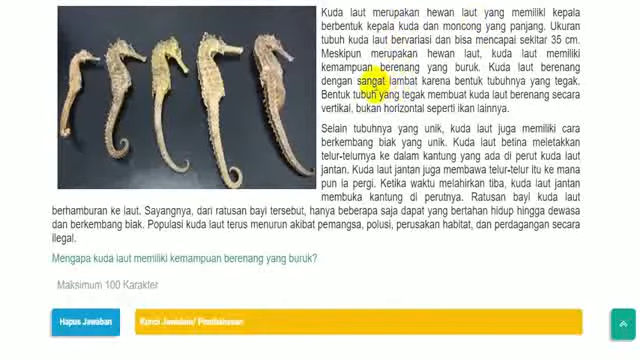 Kuda laut merupakan hewan laut yang memiliki kepala
berbentuk kepala kuda dan moncong yang panjang. Ukuran
tubuh kuda laut bervariasi dan bisa mencapai sekitar 35 cm.
Meskipun merupakan hewan laut, kuda laut memiliki
kemampuan berenang yang buruk. Kuda laut berenang
dengan sangat lambat karena bentuk tubuhnya yang tegak.
Bentuk tubuh yang tegak membuat kuda laut berenang secara
vertikal, bukan horizontal seperti ikan lainnya.
Selain tubuhnya yang unik, kuda laut juga memiliki cara
berkembang biak yang unik. Kuda laut betina meletakkan
telur-telurnya ke dalam kantung yang ada di perut kuda laut
jantan. Kuda laut jantan juga membawa telur-telur itu ke mana
pun ia pergi. Ketika waktu melahirkan tiba, kuda laut jantan
membuka kantung di perutnya. Ratusan bayi kuda laut
berhamburan ke laut. Sayangnya, dari ratusan bayi tersebut, hanya beberapa saja dapat yang bertahan hidup hingga dewasa
dan berkembang biak. Populasi kuda laut terus menurun akibat pemangsa, polusi, perusakan habitat, dan perdagangan secara
ilegal.
Mengapa kuda laut memiliki kemampuan berenang yang buruk?
Maksimum 100 Karakter
Hapus Jawaban
Kunci Jawaban/ Pembahasan